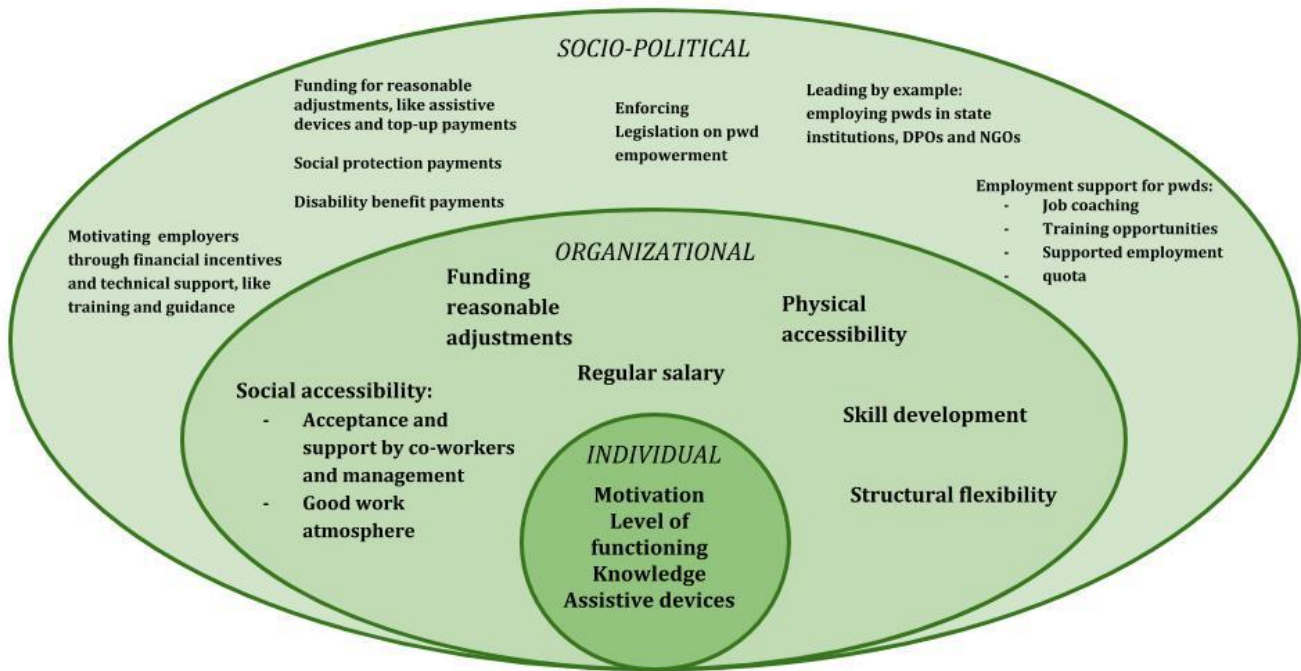 SOCIO-POLITICAL
Funding for reasonable
adjustments, like assistive
devices and top-up payments
Social protection payments
Disability benefit payments
Enforcing
Legislation on pwd
empowerment
Leading by example:
employing pwds in state
institutions, DPOs and NGOs
Employment support for pwds:
- Job coaching
- Training opportunities
- Supported employment
- quota
Motivating employers
through financial incentives
and technical support, like
training and guidance
ORGANIZATIONAL
Funding
reasonable
adjustments
Physical
accessibility
Regular salary
Social accessibility:
- Acceptance and
support by co-workers
and management
- Good work
atmosphere
Skill development
Structural flexibility
INDIVIDUAL
Motivation
Level of
functioning
Knowledge
Assistive devices